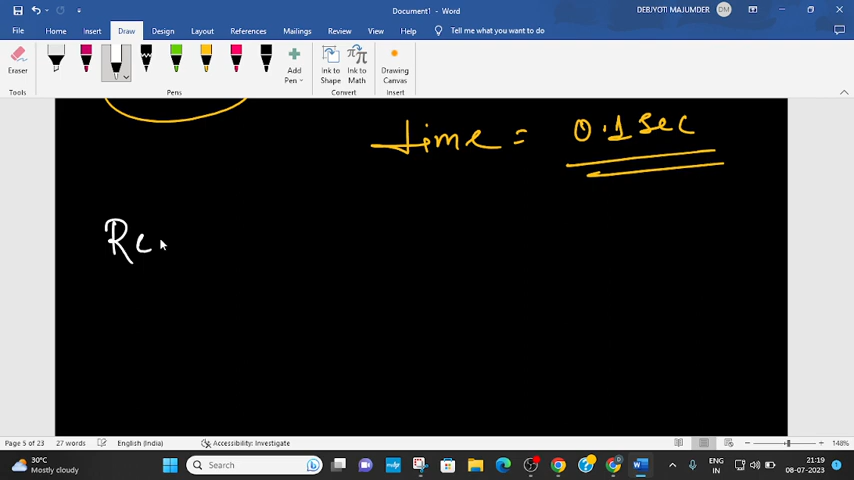 Document1 - Word
DEBJYOTI MAJUMDER DM
File Home Insert Draw Design Layout References Mailings Review View Tell me what you want to do
Eraser
Add Pen
Ink to Shape
Ink to Math
Drawing Canvas
Tools Pens Convert Insert
time = 0.1 sec
Re
Page 5 of 23 27 words English (India) Accessibility: Investigate 148%
30°C
Mostly cloudy
Search
ENG
IN
21:19
08-07-2023